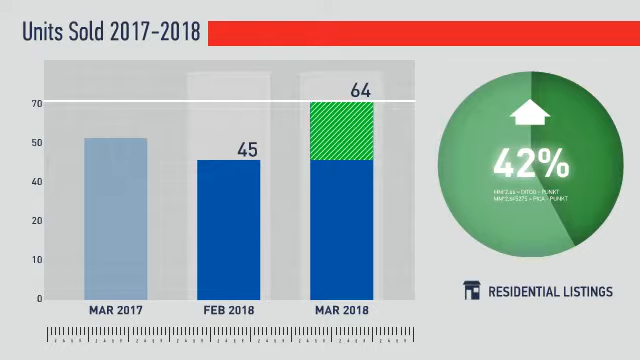 Units Sold 2017-2018
64
70
45
50
42%
40
20
10
0
MAR 2017
FEB 2018
MAR 2018
RESIDENTIAL LISTINGS